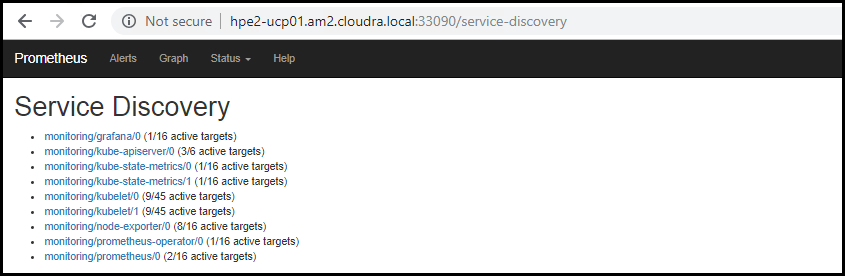 Not secure | hpe2-ucp01.am2.cloudra.local:33090/service-discovery
Prometheus Alerts Graph Status Help
Service Discovery
monitoring/grafana/0 (1/16 active targets)
monitoring/kube-apiserver/0 (3/6 active targets)
monitoring/kube-state-metrics/0 (1/16 active targets)
monitoring/kube-state-metrics/1 (1/16 active targets)
monitoring/kubelet/0 (9/45 active targets)
monitoring/kubelet/1 (9/45 active targets)
monitoring/node-exporter/0 (8/16 active targets)
monitoring/prometheus-operator/0 (1/16 active targets)
monitoring/prometheus/0 (2/16 active targets)